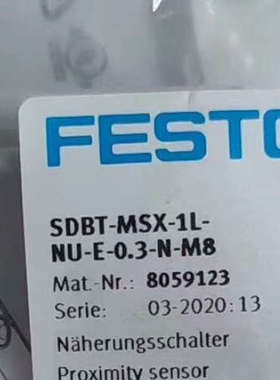 FESTO
SDBT-MSX-1L-
NU-E-0.3-N-M8
Mat.-Nr.: 8059123
Serie: 03-2020:13
Näherungsschalter
Proximity sensor